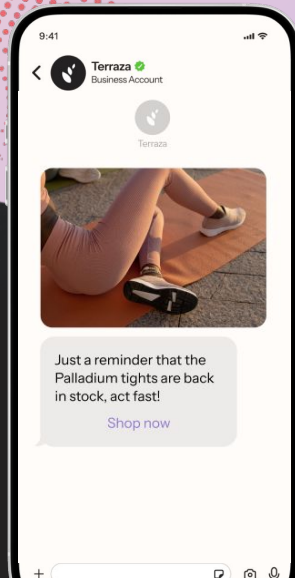 9:41
Terraza
Business Account
Terraza
Just a reminder that the
Palladium tights are back
in stock, act fast!
Shop now